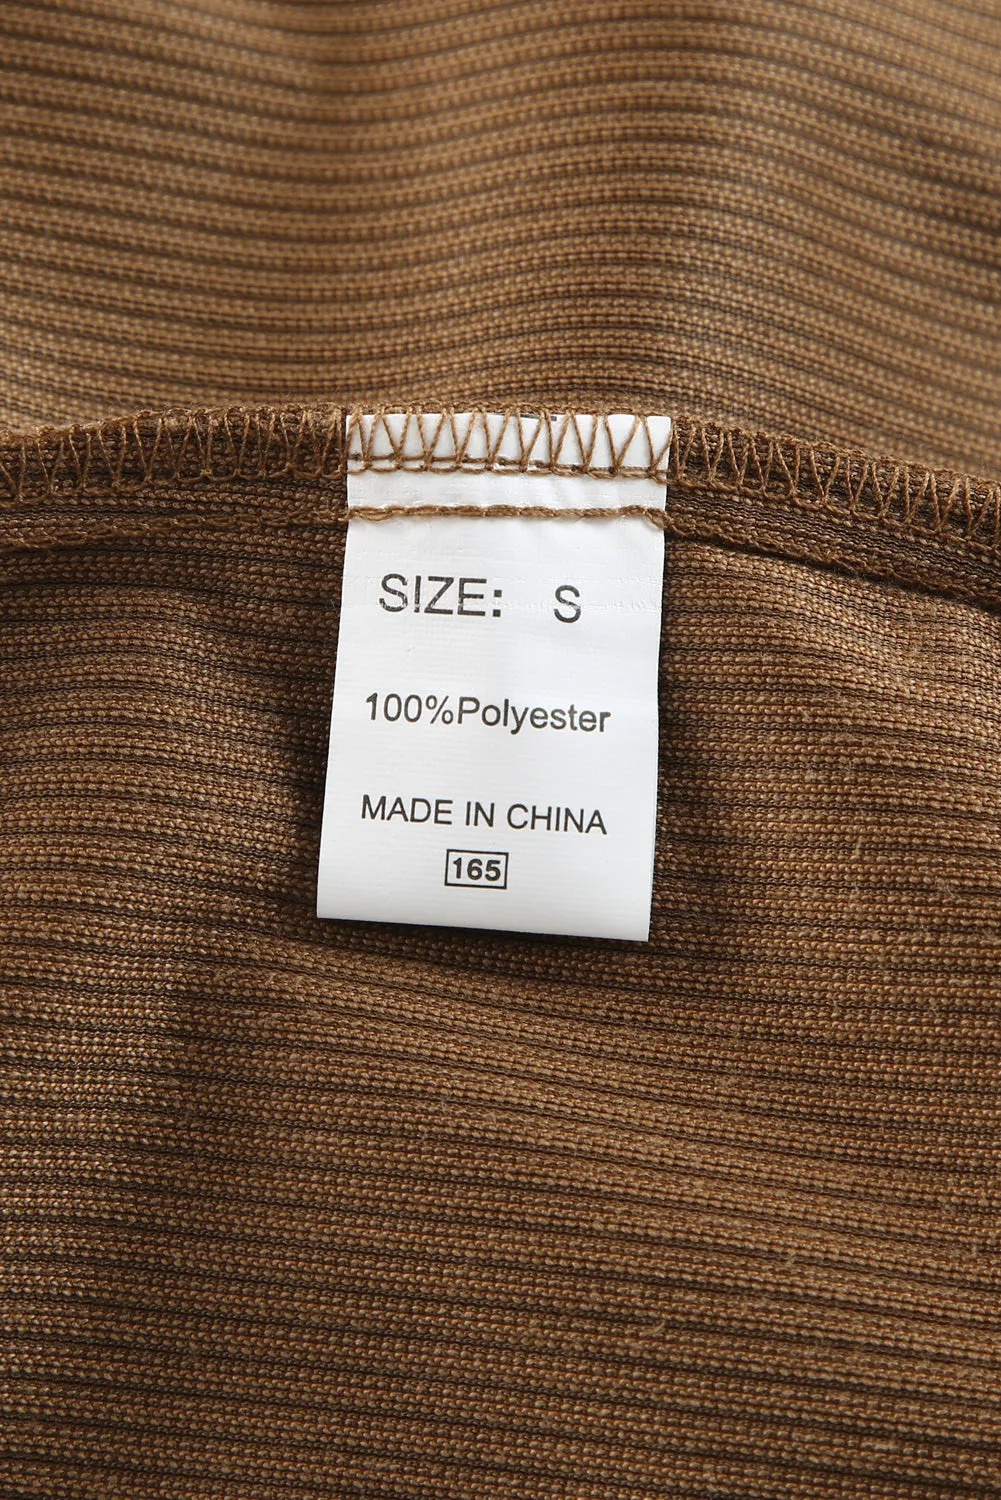 SIZE: S
100%Polyester
MADE IN CHINA
165